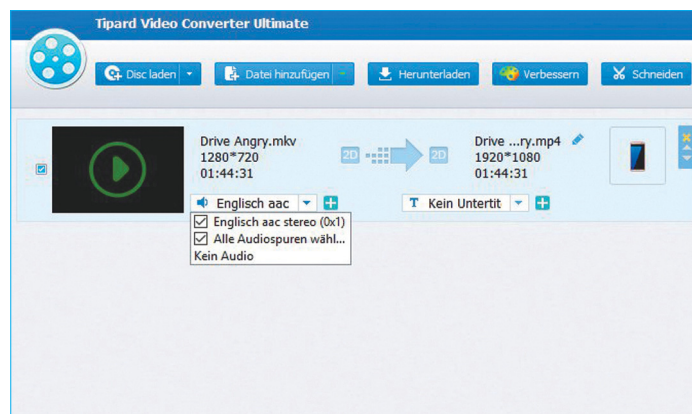 Tipard Video Converter Ultimate
Disc laden
Datei hinzufügen
Herunterladen
Verbessern
Schneiden
Drive Angry.mkv
1280*720
01:44:31
2D
2D
Drive ...ry.mp4
1920*1080
01:44:31
Englisch aac
T Kein Untertit
Englisch aac stereo (0x1)
Alle Audiospuren wähl...
Kein Audio